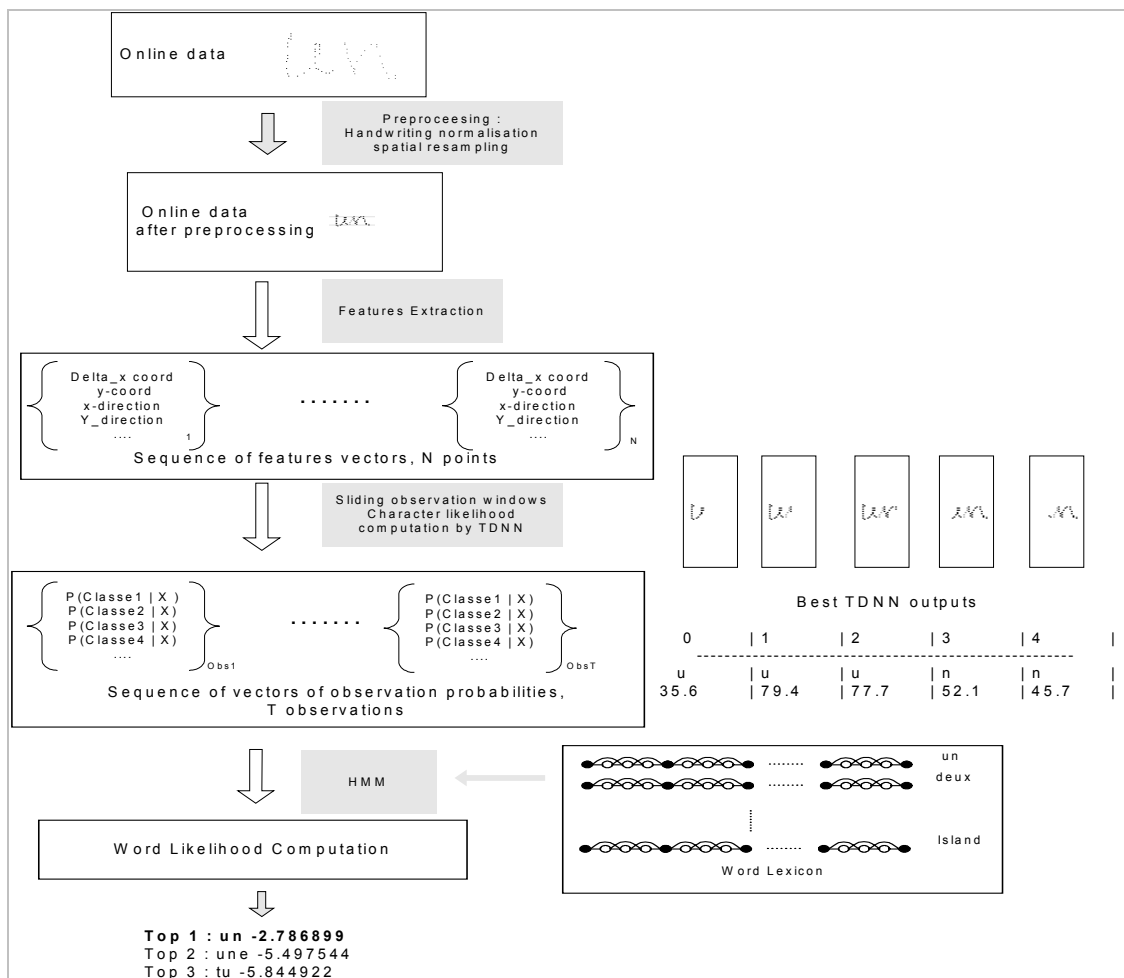 Online data
Preproceesing :
Handwriting normalisation
spatial resampling
Online data
after preprocessing
Features Extraction
Delta_x coord
y-coord
x-direction
Y_direction
....
1
.......
Delta_x coord
y-coord
x-direction
Y_direction
....
N
Sequence of features vectors, N points
Sliding observation windows
Character likelihood
computation by TDNN
P(Classe1 | X )
P(Classe2 | X)
P(Classe3 | X)
P(Classe4 | X)
....
Obs1
.......
P(Classe1 | X)
P(Classe2 | X)
P(Classe3 | X)
P(Classe4 | X)
....
ObsT
Sequence of vectors of observation probabilities,
T observations
Best TDNN outputs
0 | 1 | 2 | 3 | 4 |
----------------------------------------------------------------
u | u | u | n | n |
35.6 | 79.4 | 77.7 | 52.1 | 45.7 |
HMM
un
deux
Island
Word Lexicon
Word Likelihood Computation
Top 1 : un -2.786899
Top 2 : une -5.497544
Top 3 : tu -5.844922